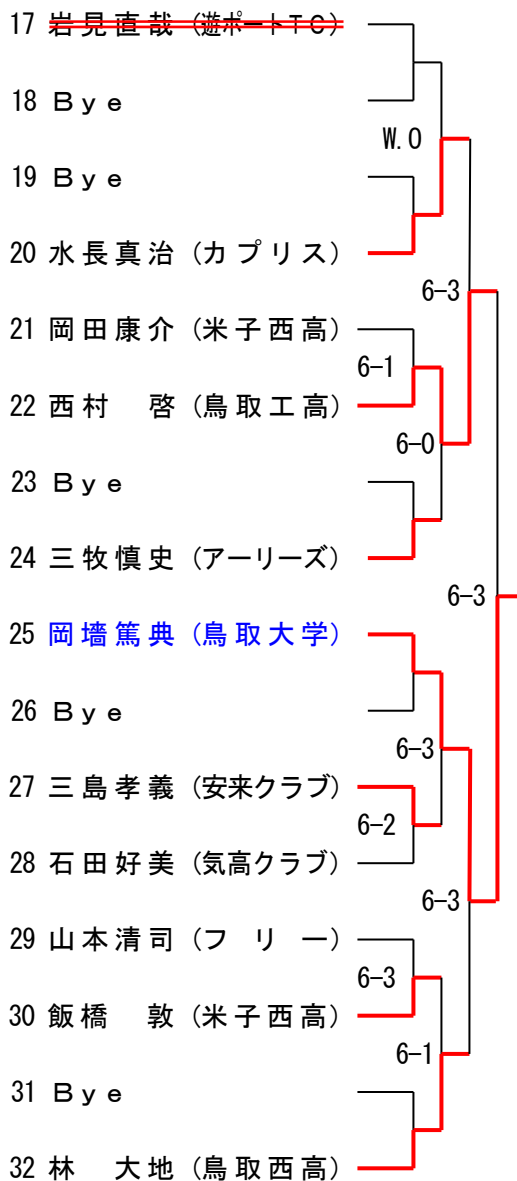 17 岩見直哉 (遊ポートTC)
18 Bye
W.O
19 Bye
20 水長真治 (カプリス)
6-3
21 岡田康介 (米子西高)
6-1
22 西村 啓 (鳥取工高)
6-0
23 Bye
24 三牧慎史 (アーリーズ)
6-3
25 岡墻篤典 (鳥取大学)
26 Bye
6-3
27 三島孝義 (安来クラブ)
6-2
28 石田好美 (気高クラブ)
6-3
29 山本清司 (フリー)
6-3
30 飯橋 敦 (米子西高)
6-1
31 Bye
32 林 大地 (鳥取西高)